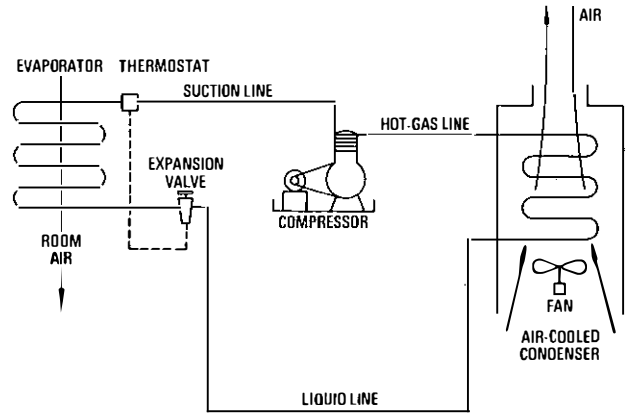 AIR
EVAPORATOR
THERMOSTAT
SUCTION LINE
HOT-GAS LINE
EXPANSION
VALVE
COMPRESSOR
ROOM
AIR
FAN
AIR-COOLED
CONDENSER
LIQUID LINE